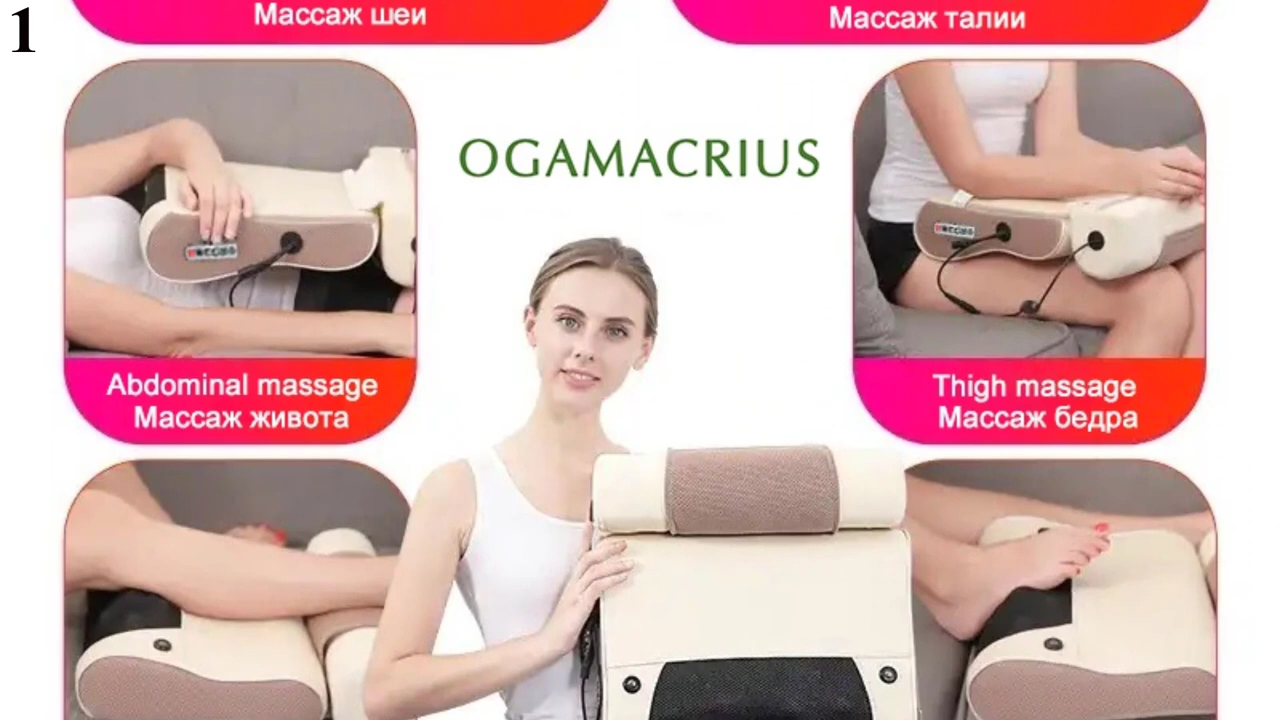 1
Массаж шеи
Массаж талии
OGAMACRIUS
Abdominal massage
Массаж живота
Thigh massage
Массаж бедра